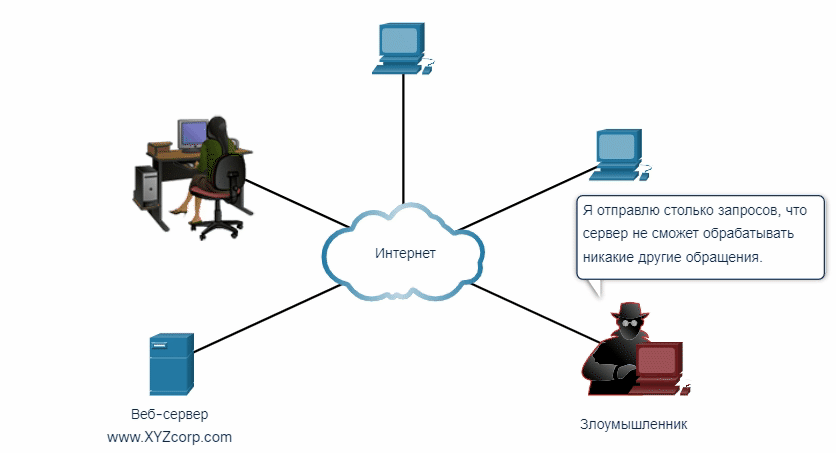 Я отправлю столько запросов, что
сервер не сможет обрабатывать
никакие другие обращения.
Интернет
Веб-сервер
www.XYZcorp.com
Злоумышленник